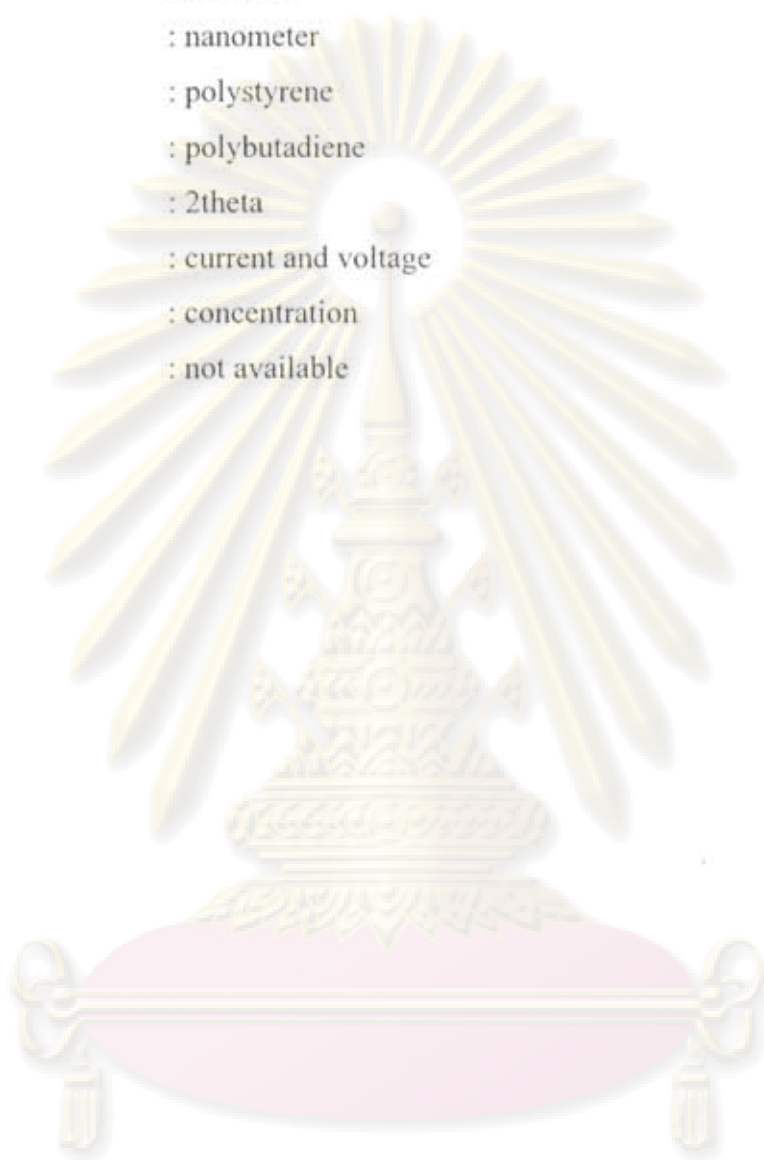 : nanometer
: polystyrene
: polybutadiene
: 2theta
: current and voltage
: concentration
: not available